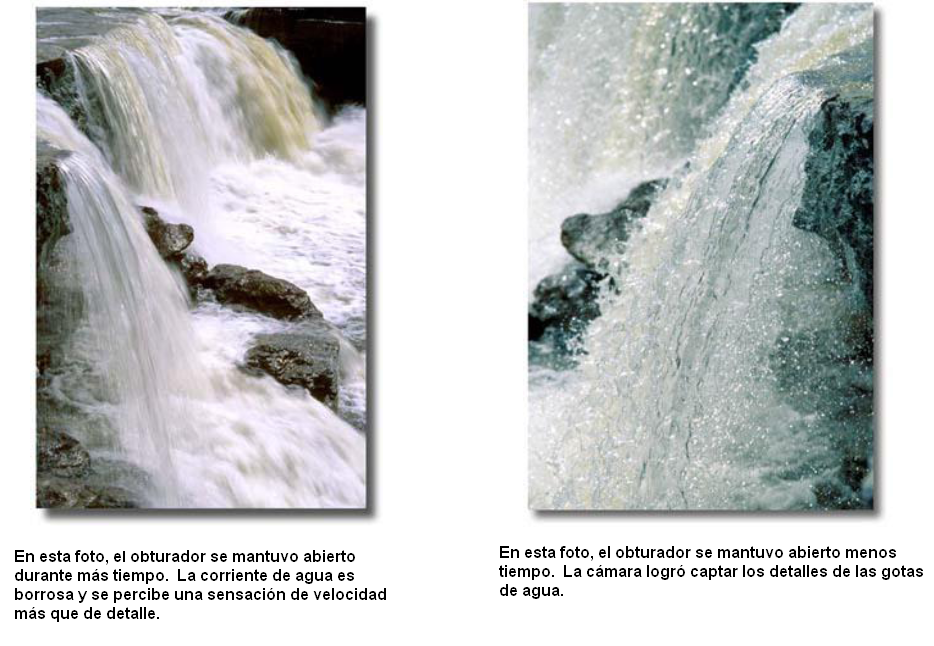 En esta foto, el obturador se mantuvo abierto
durante más tiempo.  La corriente de agua es
borrosa y se percibe una sensación de velocidad
más que de detalle.
En esta foto, el obturador se mantuvo abierto menos
tiempo.  La cámara logró captar los detalles de las gotas
de agua.